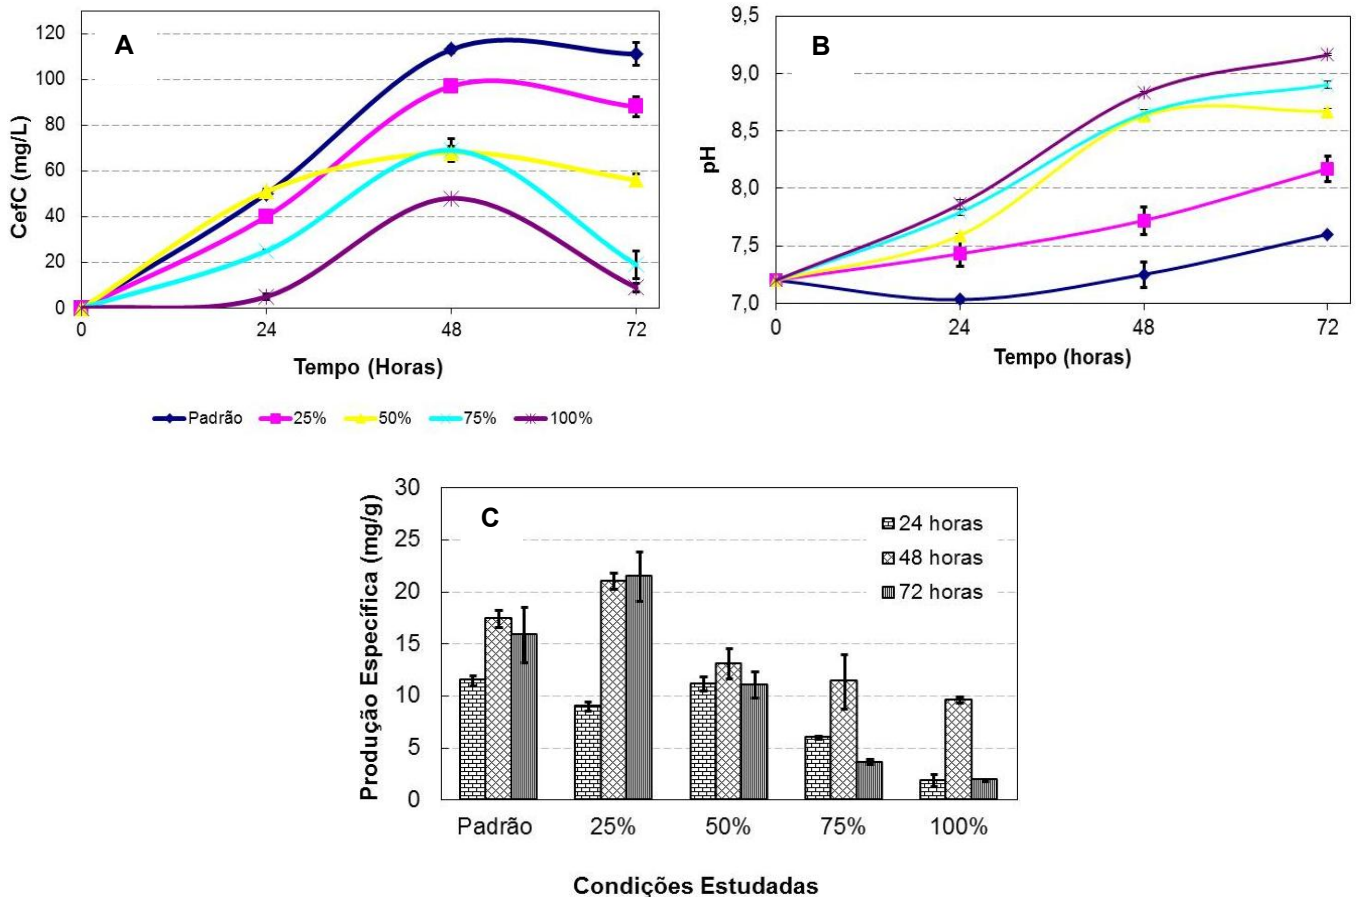 A
CefC (mg/L)
120
100
80
60
40
20
0
0 24 48 72
Tempo (Horas)
B
pH
9,5
9,0
8,5
8,0
7,5
7,0
0 24 48 72
Tempo (horas)
Padrão 25% 50% 75% 100%
C
Produção Específica (mg/g)
30
25
20
15
10
5
0
24 horas
48 horas
72 horas
Padrão 25% 50% 75% 100%
Condições Estudadas